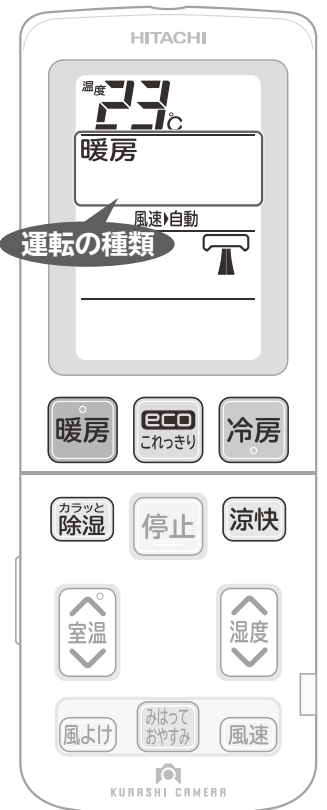 HITACHI
温度 23℃
暖房
風速▶自動
運転の種類
暖房 eco これっきり 冷房
カラッと 除湿 停止 涼快
室温 湿度
風よけ みはって おやすみ 風速
KURASHI CAMERA